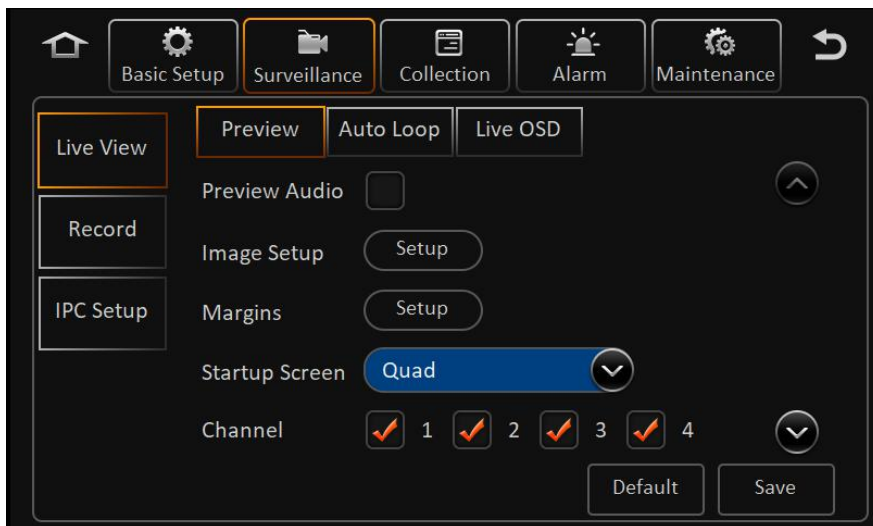 Basic Setup Surveillance Collection Alarm Maintenance
Preview Auto Loop Live OSD
Live View
Preview Audio
Record
Image Setup Setup
IPC Setup
Margins Setup
Startup Screen Quad
Channel 1 2 3 4
Default Save